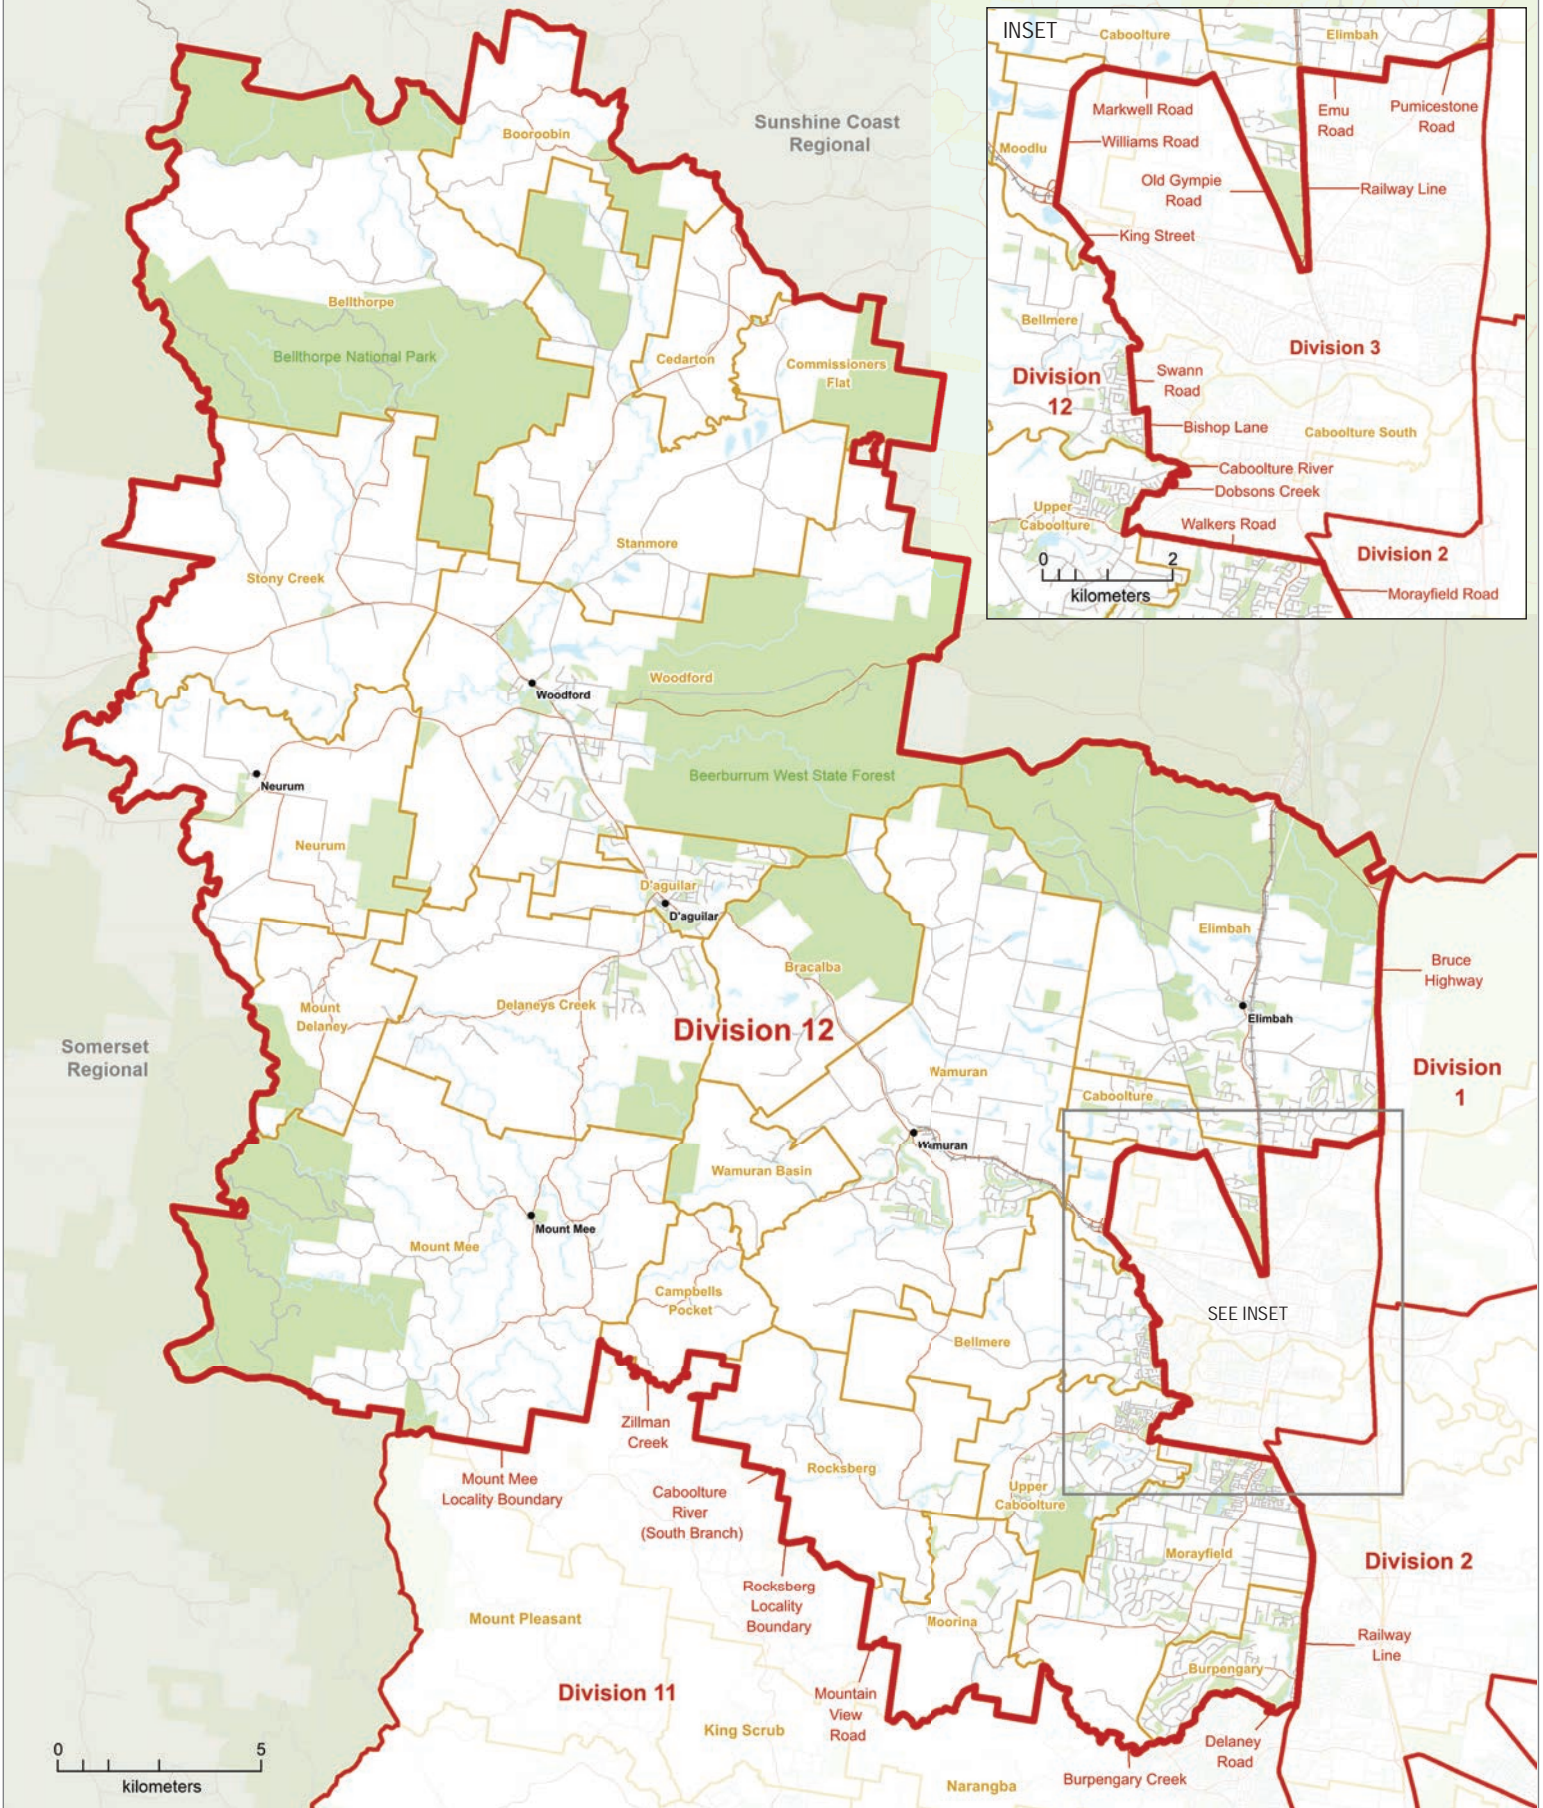 INSET
Caboolture
Elimbah
Markwell Road
Emu
Road
Pumicestone
Road
Moodlu
Williams Road
Old Gympie
Road
Railway Line
King Street
Bellmere
Division 3
Division
12
Swann
Road
Bishop Lane
Caboolture South
Caboolture River
Dobsons Creek
Upper
Caboolture
Walkers Road
Division 2
0
2
kilometers
Morayfield Road
Sunshine Coast
Regional
Booroobin
Bellthorpe
Bellthorpe National Park
Cedarton
Commissioners
Flat
Stanmore
Stony Creek
Woodford
Woodford
Beerburrum West State Forest
Neurum
Neurum
D'aguilar
D'aguilar
Elimbah
Bracalba
Bruce
Highway
Mount
Delaney
Delaneys Creek
Elimbah
Division 12
Somerset
Regional
Wamuran
Division
1
Caboolture
Wamuran
Wamuran Basin
Mount Mee
Mount Mee
Campbells
Pocket
SEE INSET
Bellmere
Zillman
Creek
Mount Mee
Locality Boundary
Rocksberg
Caboolture
River
(South Branch)
Upper
Caboolture
Morayfield
Division 2
Rocksberg
Locality
Boundary
Mount Pleasant
Moorina
Railway
Line
Burpengary
Division 11
Mountain
View
Road
King Scrub
Delaney
Road
0
5
kilometers
Burpengary Creek
Narangba